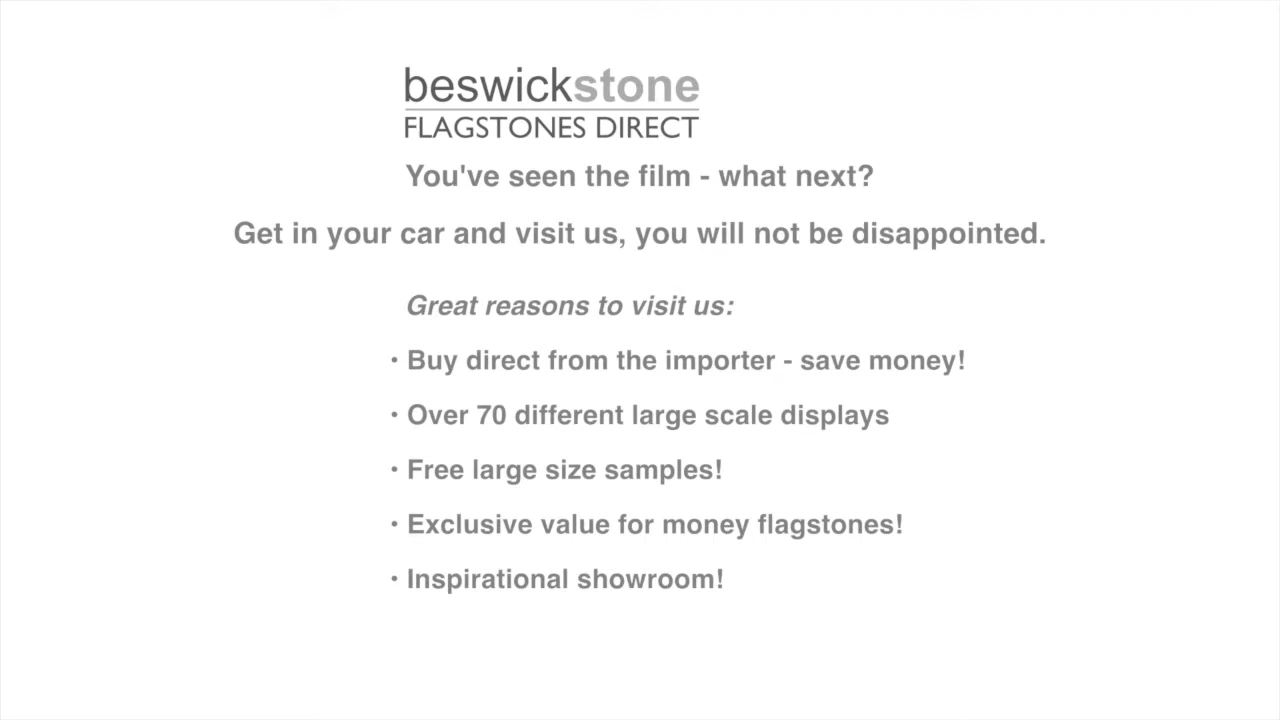 beswickstone
FLAGSTONES DIRECT
You've seen the film - what next?
Get in your car and visit us, you will not be disappointed.
Great reasons to visit us:
• Buy direct from the importer - save money!
• Over 70 different large scale displays
• Free large size samples!
• Exclusive value for money flagstones!
• Inspirational showroom!